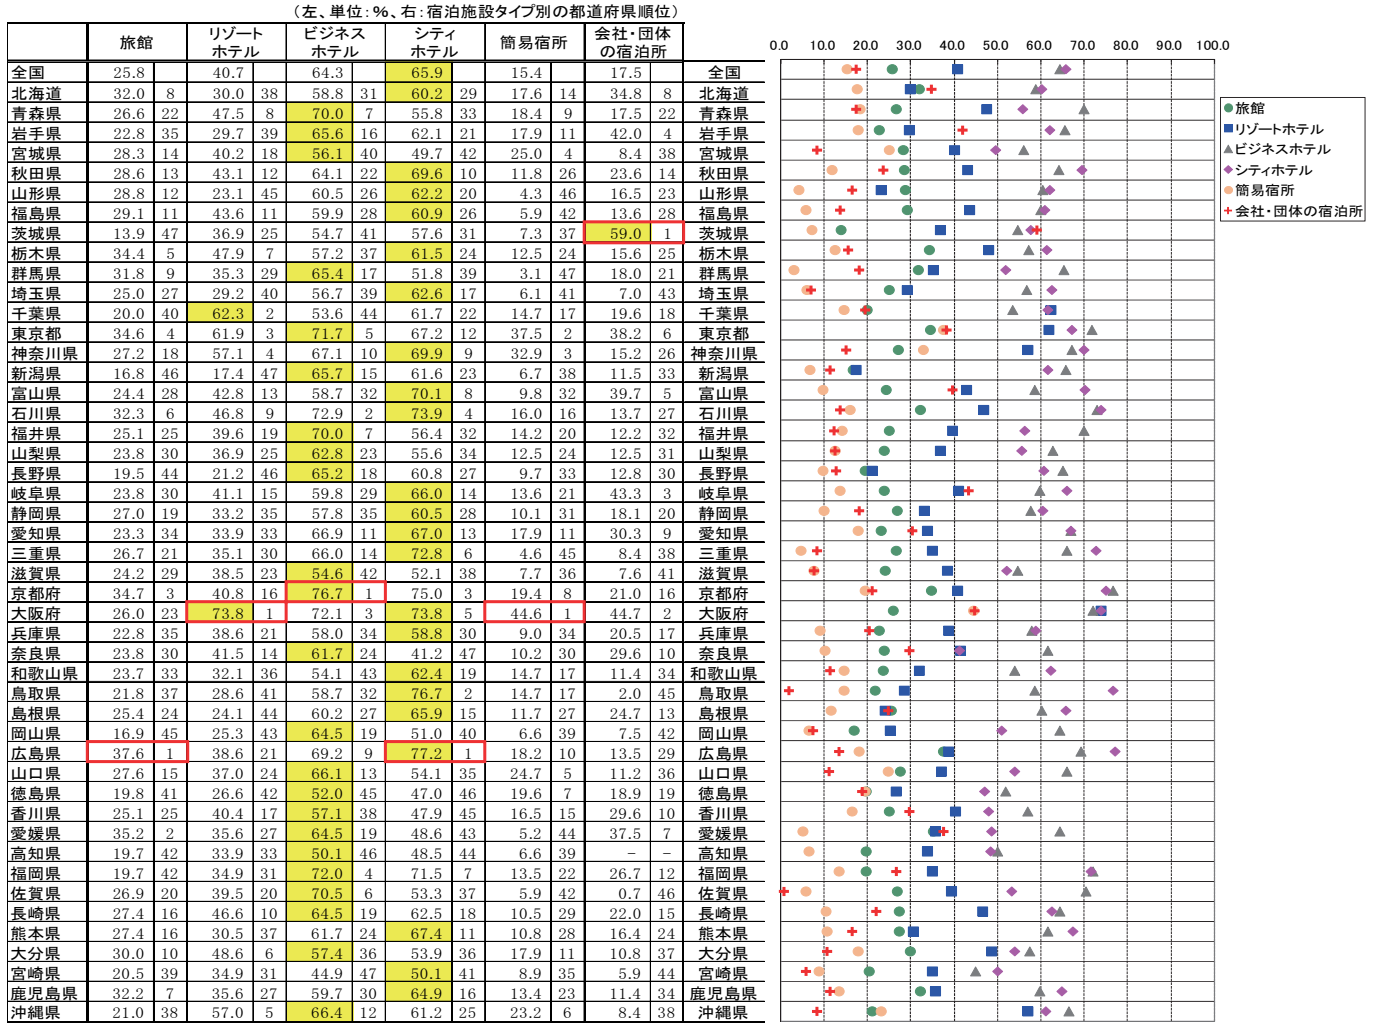 (左、単位:%、右:宿泊施設タイプ別の都道府県順位)
旅館 リゾートホテル ビジネスホテル シティホテル 簡易宿所 会社・団体の宿泊所
0.0 10.0 20.0 30.0 40.0 50.0 60.0 70.0 80.0 90.0 100.0
全国 25.8 40.7 64.3 65.9 15.4 17.5 全国
北海道 32.0 8 30.0 38 58.8 31 60.2 29 17.6 14 34.8 8 北海道
青森県 26.6 22 47.5 8 70.0 7 55.8 33 18.4 9 17.5 22 青森県
岩手県 22.8 35 29.7 39 65.6 16 62.1 21 17.9 11 42.0 4 岩手県
宮城県 28.3 14 40.2 18 56.1 40 49.7 42 25.0 4 8.4 38 宮城県
秋田県 28.6 13 43.1 12 64.1 22 69.6 10 11.8 26 23.6 14 秋田県
山形県 28.8 12 23.1 45 60.5 26 62.2 20 4.3 46 16.5 23 山形県
福島県 29.1 11 43.6 11 59.9 28 60.9 26 5.9 42 13.6 28 福島県
茨城県 13.9 47 36.9 25 54.7 41 57.6 31 7.3 37 59.0 1 茨城県
栃木県 34.4 5 47.9 7 57.2 37 61.5 24 12.5 24 15.6 25 栃木県
群馬県 31.8 9 35.3 29 65.4 17 51.8 39 3.1 47 18.0 21 群馬県
埼玉県 25.0 27 29.2 40 56.7 39 62.6 17 6.1 41 7.0 43 埼玉県
千葉県 20.0 40 62.3 2 53.6 44 61.7 22 14.7 17 19.6 18 千葉県
東京都 34.6 4 61.9 3 71.7 5 67.2 12 37.5 2 38.2 6 東京都
神奈川県 27.2 18 57.1 4 67.1 10 69.9 9 32.9 3 15.2 26 神奈川県
新潟県 16.8 46 17.4 47 65.7 15 61.6 23 6.7 38 11.5 33 新潟県
富山県 24.4 28 42.8 13 58.7 32 70.1 8 9.8 32 39.7 5 富山県
石川県 32.3 6 46.8 9 72.9 2 73.9 4 16.0 16 13.7 27 石川県
福井県 25.1 25 39.6 19 70.0 7 56.4 32 14.2 20 12.2 32 福井県
山梨県 23.8 30 36.9 25 62.8 23 55.6 34 12.5 24 12.5 31 山梨県
長野県 19.5 44 21.2 46 65.2 18 60.8 27 9.7 33 12.8 30 長野県
岐阜県 23.8 30 41.1 15 59.8 29 66.0 14 13.6 21 43.3 3 岐阜県
静岡県 27.0 19 33.2 35 57.8 35 60.5 28 10.1 31 18.1 20 静岡県
愛知県 23.3 34 33.9 33 66.9 11 67.0 13 17.9 11 30.3 9 愛知県
三重県 26.7 21 35.1 30 66.0 14 72.8 6 4.6 45 8.4 38 三重県
滋賀県 24.2 29 38.5 23 54.6 42 52.1 38 7.7 36 7.6 41 滋賀県
京都府 34.7 3 40.8 16 76.7 1 75.0 3 19.4 8 21.0 16 京都府
大阪府 26.0 23 73.8 1 72.1 3 73.8 5 44.6 1 44.7 2 大阪府
兵庫県 22.8 35 38.6 21 58.0 34 58.8 30 9.0 34 20.5 17 兵庫県
奈良県 23.8 30 41.5 14 61.7 24 41.2 47 10.2 30 29.6 10 奈良県
和歌山県 23.7 33 32.1 36 54.1 43 62.4 19 14.7 17 11.4 34 和歌山県
鳥取県 21.8 37 28.6 41 58.7 32 76.7 2 14.7 17 2.0 45 鳥取県
島根県 25.4 24 24.1 44 60.2 27 65.9 15 11.7 27 24.7 13 島根県
岡山県 16.9 45 25.3 43 64.5 19 51.0 40 6.6 39 7.5 42 岡山県
広島県 37.6 1 38.6 21 69.2 9 77.2 1 18.2 10 13.5 29 広島県
山口県 27.6 15 37.0 24 66.1 13 54.1 35 24.7 5 11.2 36 山口県
徳島県 19.8 41 26.6 42 52.0 45 47.0 46 19.6 7 18.9 19 徳島県
香川県 25.1 25 40.4 17 57.1 38 47.9 45 16.5 15 29.6 10 香川県
愛媛県 35.2 2 35.6 27 64.5 19 48.6 43 5.2 44 37.5 7 愛媛県
高知県 19.7 42 33.9 33 50.1 46 48.5 44 6.6 39 - - 高知県
福岡県 19.7 42 34.9 31 72.0 4 71.5 7 13.5 22 26.7 12 福岡県
佐賀県 26.9 20 39.5 20 70.5 6 53.3 37 5.9 42 0.7 46 佐賀県
長崎県 27.4 16 46.6 10 64.5 19 62.5 18 10.5 29 22.0 15 長崎県
熊本県 27.4 16 30.5 37 61.7 24 67.4 11 10.8 28 16.4 24 熊本県
大分県 30.0 10 48.6 6 57.4 36 53.9 36 17.9 11 10.8 37 大分県
宮崎県 20.5 39 34.9 31 44.9 47 50.1 41 8.9 35 5.9 44 宮崎県
鹿児島県 32.2 7 35.6 27 59.7 30 64.9 16 13.4 23 11.4 34 鹿児島県
沖縄県 21.0 38 57.0 5 66.4 12 61.2 25 23.2 6 8.4 38 沖縄県
旅館
リゾートホテル
ビジネスホテル
シティホテル
簡易宿所
会社・団体の宿泊所